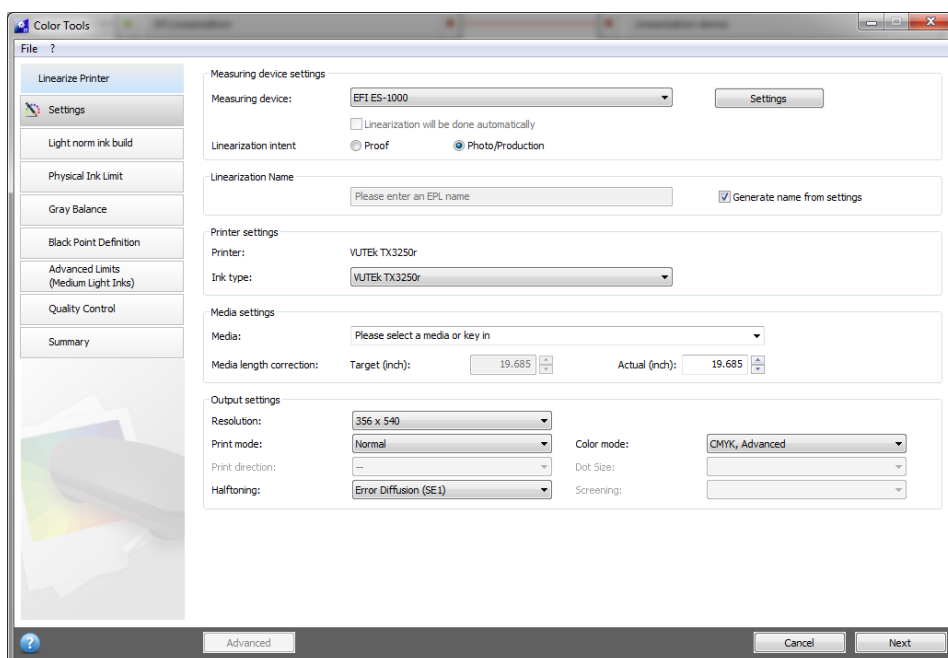 Color Tools
File ?
Linearize Printer
Settings
Light norm ink build
Physical Ink Limit
Gray Balance
Black Point Definition
Advanced Limits
(Medium Light Inks)
Quality Control
Summary
Measuring device settings
Measuring device: EFI ES-1000 Settings
Linearization will be done automatically
Linearization intent Proof Photo/Production
Linearization Name
Please enter an EPL name Generate name from settings
Printer settings
Printer: VUTEk TX3250r
Ink type: VUTEk TX3250r
Media settings
Media: Please select a media or key in
Media length correction: Target (inch): 19.685 Actual (inch): 19.685
Output settings
Resolution: 356 x 540
Print mode: Normal Color mode: CMYK, Advanced
Print direction: -- Dot Size:
Halftoning: Error Diffusion (SE1) Screening:
? Advanced Cancel Next